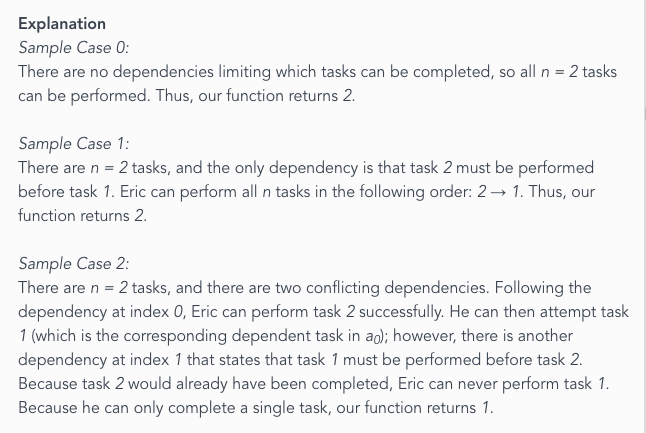 Explanation
Sample Case 0:
There are no dependencies limiting which tasks can be completed, so all n = 2 tasks
can be performed. Thus, our function returns 2.
Sample Case 1:
There are n = 2 tasks, and the only dependency is that task 2 must be performed
before task 1. Eric can perform all n tasks in the following order: 2 → 1. Thus, our
function returns 2.
Sample Case 2:
There are n = 2 tasks, and there are two conflicting dependencies. Following the
dependency at index 0, Eric can perform task 2 successfully. He can then attempt task
1 (which is the corresponding dependent task in a₀); however, there is another
dependency at index 1 that states that task 1 must be performed before task 2.
Because task 2 would already have been completed, Eric can never perform task 1.
Because he can only complete a single task, our function returns 1.